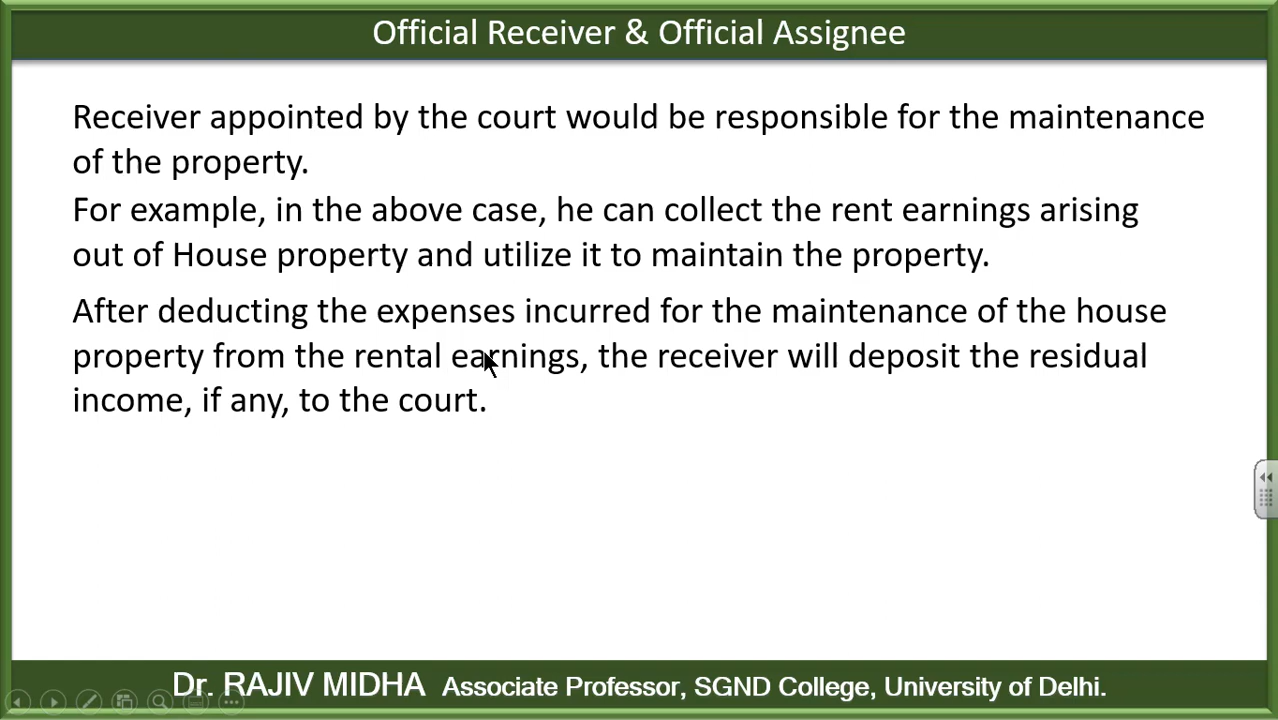 Official Receiver & Official Assignee
Receiver appointed by the court would be responsible for the maintenance
of the property.
For example, in the above case, he can collect the rent earnings arising
out of House property and utilize it to maintain the property.
After deducting the expenses incurred for the maintenance of the house
property from the rental earnings, the receiver will deposit the residual
income, if any, to the court.
Dr. RAJIV MIDHA Associate Professor, SGND College, University of Delhi.